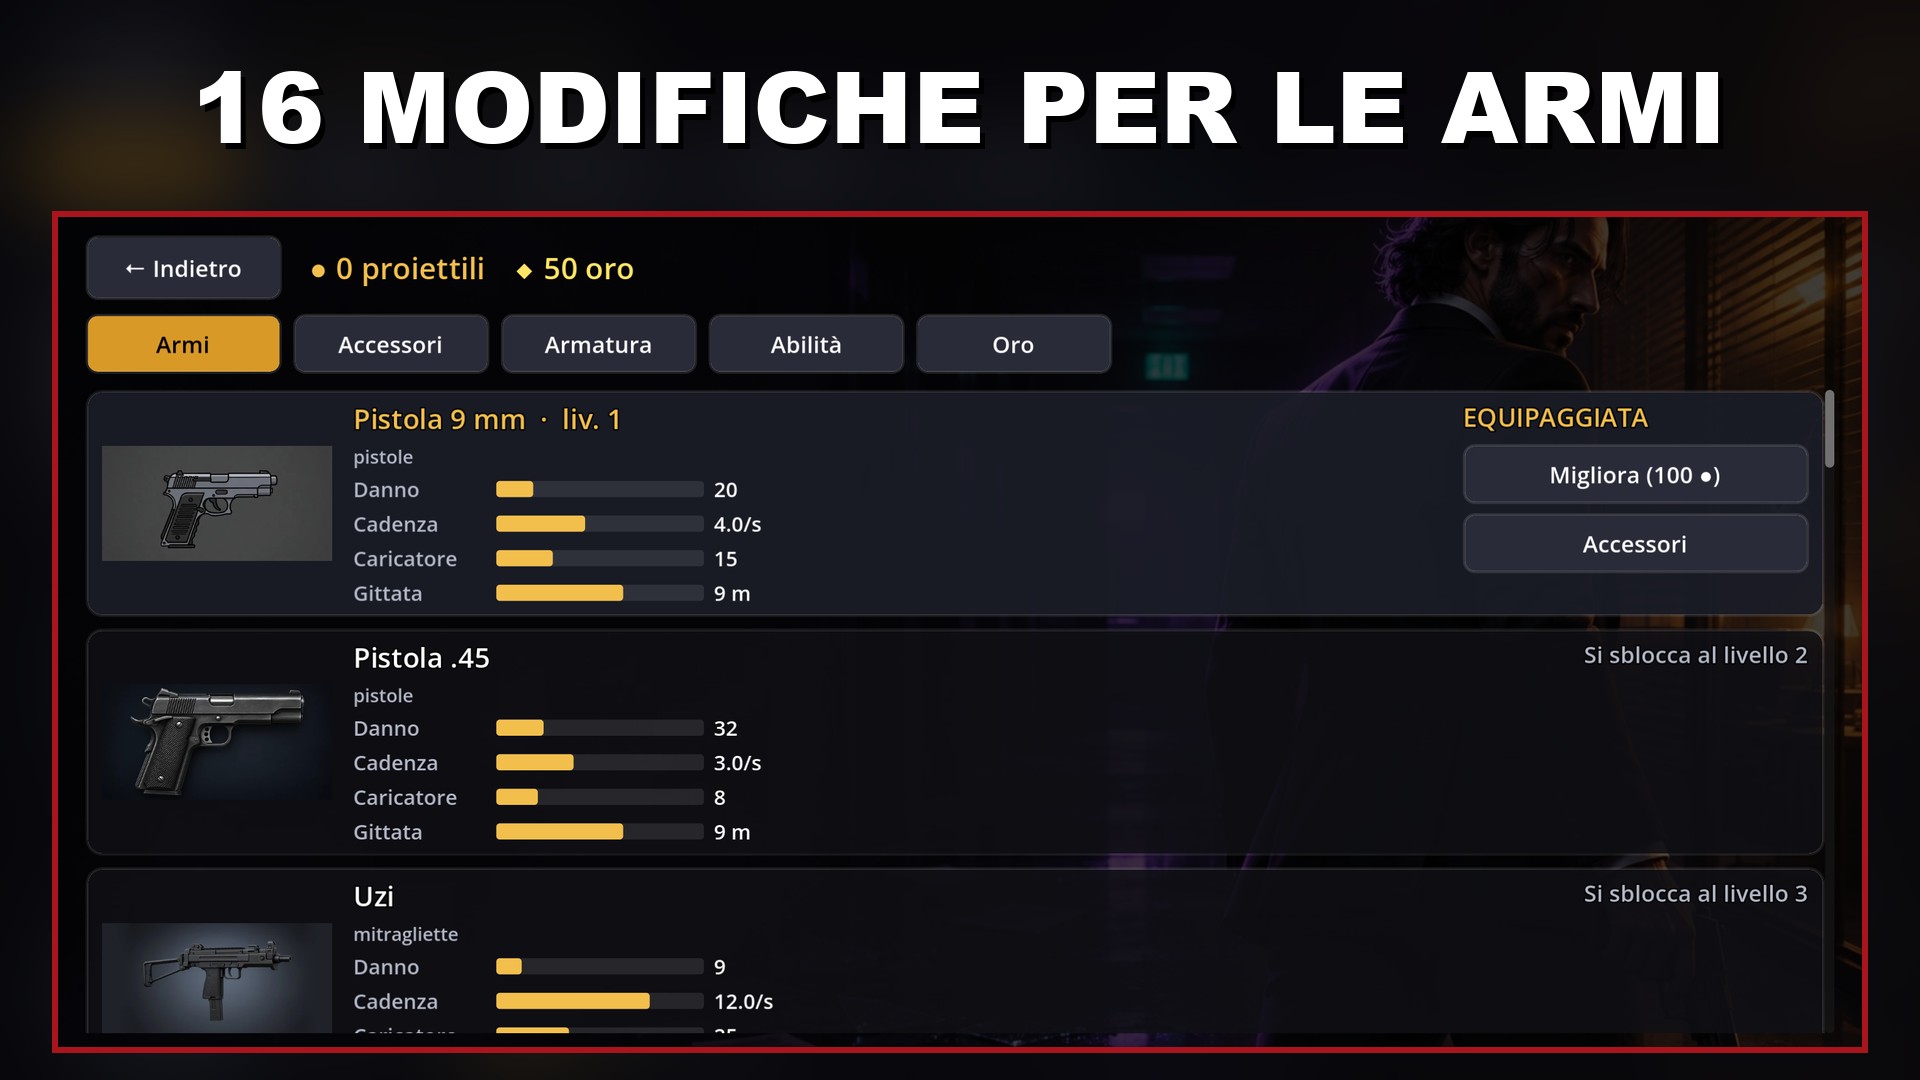 16 MODIFICHE PER LE ARMI
← Indietro ● 0 proiettili ◆ 50 oro
Armi Accessori Armatura Abilità Oro
Pistola 9 mm · liv. 1 EQUIPAGGIATA
pistole
Danno 20 Migliora (100 ●)
Cadenza 4.0/s
Caricatore 15 Accessori
Gittata 9 m
Pistola .45 Si sblocca al livello 2
pistole
Danno 32
Cadenza 3.0/s
Caricatore 8
Gittata 9 m
Uzi Si sblocca al livello 3
mitragliette
Danno 9
Cadenza 12.0/s